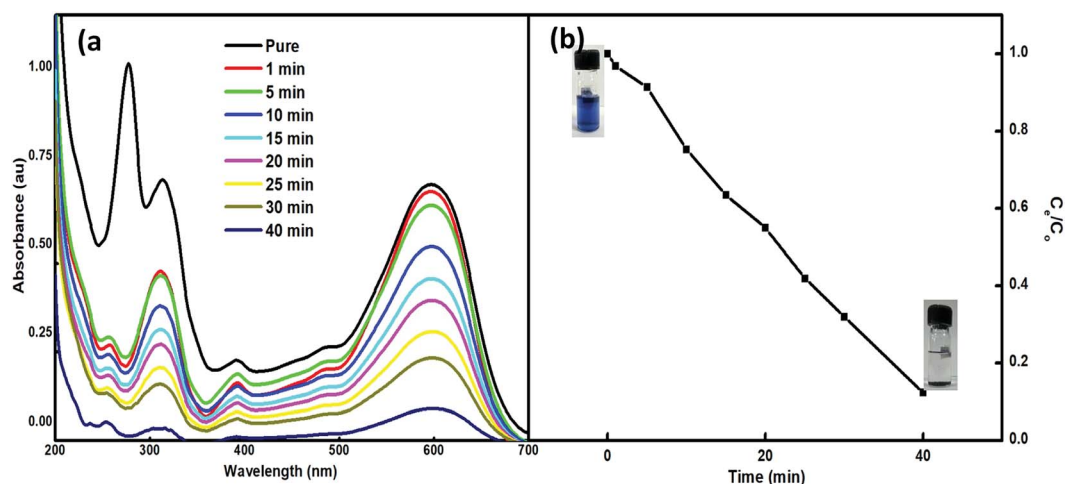 (a)
Pure
1 min
5 min
10 min
15 min
20 min
25 min
30 min
40 min
1.00
0.75
0.50
0.25
0.00
Absorbance (au)
200
300
400
500
600
700
Wavelength (nm)
(b)
1.0
0.8
0.6
0.4
0.2
0.0
Ce/Co
0
20
40
Time (min)